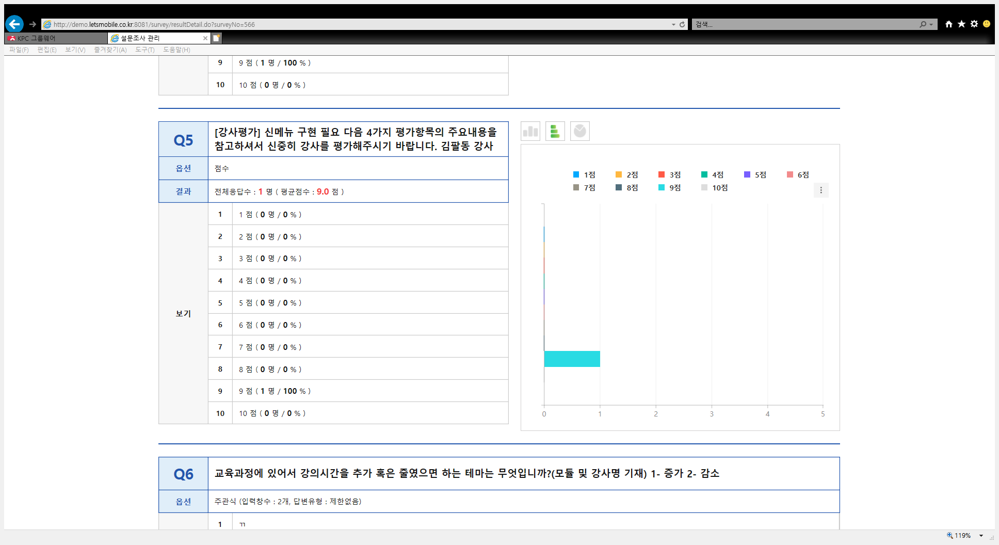 http://demo.letsmobile.co.kr:8081/survey/resultDetail.do?surveyNo=566
검색...
KPC 그룹웨어
설문조사 관리
파일(F) 편집(E) 보기(V) 즐겨찾기(A) 도구(T) 도움말(H)
9 9 점 ( 1 명 / 100 % )
10 10 점 ( 0 명 / 0 % )
Q5 [강사평가] 신메뉴 구현 필요 다음 4가지 평가항목의 주요내용을
참고하셔서 신중히 강사를 평가해주시기 바랍니다. 김팔동 강사
옵션 점수
결과 전체응답수 : 1 명 ( 평균점수 : 9.0 점 )
보기
1 1 점 ( 0 명 / 0 % )
2 2 점 ( 0 명 / 0 % )
3 3 점 ( 0 명 / 0 % )
4 4 점 ( 0 명 / 0 % )
5 5 점 ( 0 명 / 0 % )
6 6 점 ( 0 명 / 0 % )
7 7 점 ( 0 명 / 0 % )
8 8 점 ( 0 명 / 0 % )
9 9 점 ( 1 명 / 100 % )
10 10 점 ( 0 명 / 0 % )
1점 2점 3점 4점 5점 6점
7점 8점 9점 10점
0 1 2 3 4 5
Q6 교육과정에 있어서 강의시간을 추가 혹은 줄였으면 하는 테마는 무엇입니까?(모듈 및 강사명 기재) 1- 증가 2- 감소
옵션 주관식 (입력창수 : 2개, 답변유형 : 제한없음)
1 ㄲ
119%